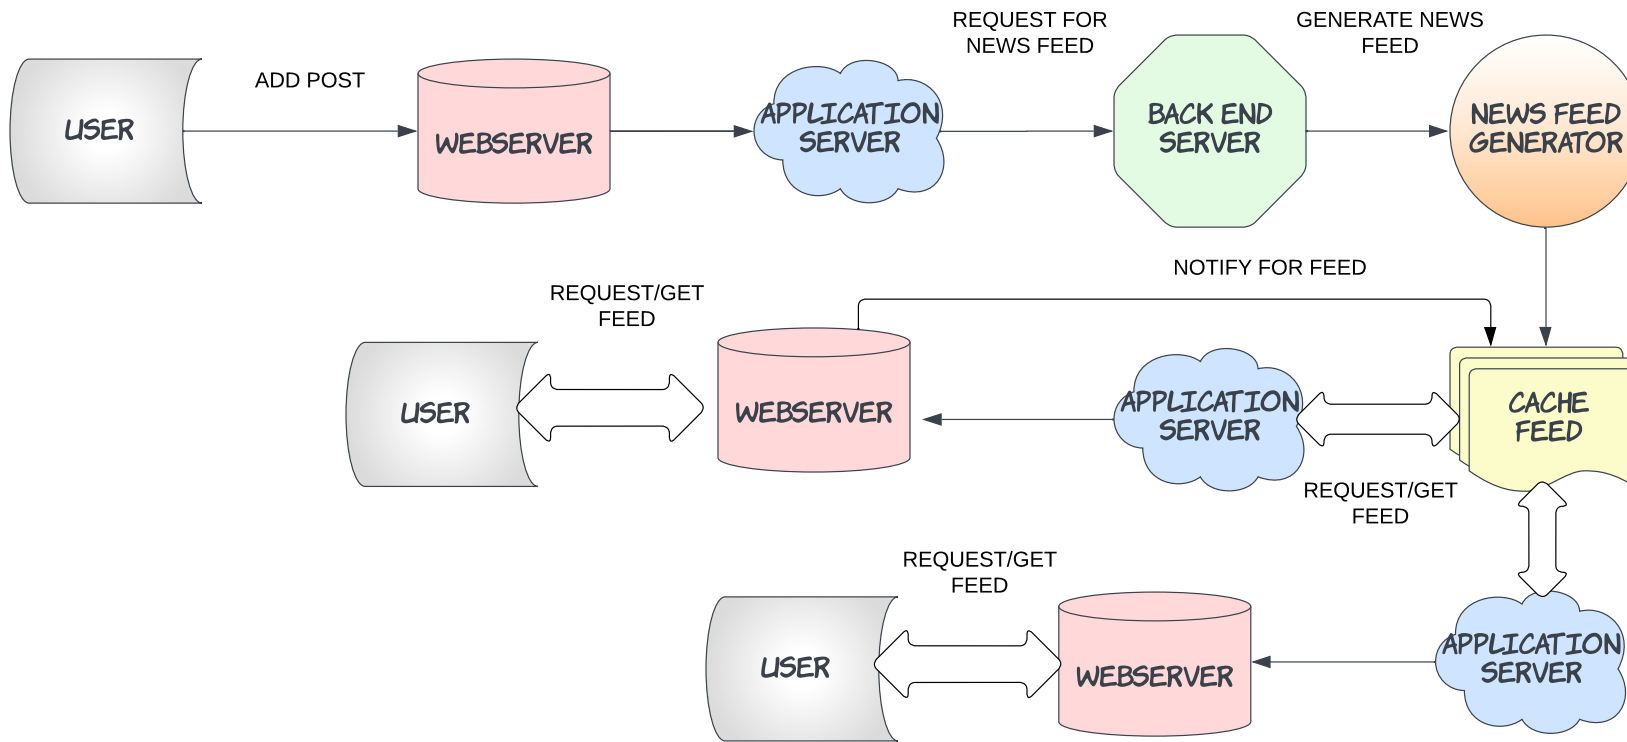 REQUEST FOR
NEWS FEED
GENERATE NEWS
FEED
ADD POST
USER
WEBSERVER
APPLICATION
SERVER
BACK END
SERVER
NEWS FEED
GENERATOR
NOTIFY FOR FEED
REQUEST/GET
FEED
USER
WEBSERVER
APPLICATION
SERVER
CACHE
FEED
REQUEST/GET
FEED
REQUEST/GET
FEED
USER
WEBSERVER
APPLICATION
SERVER